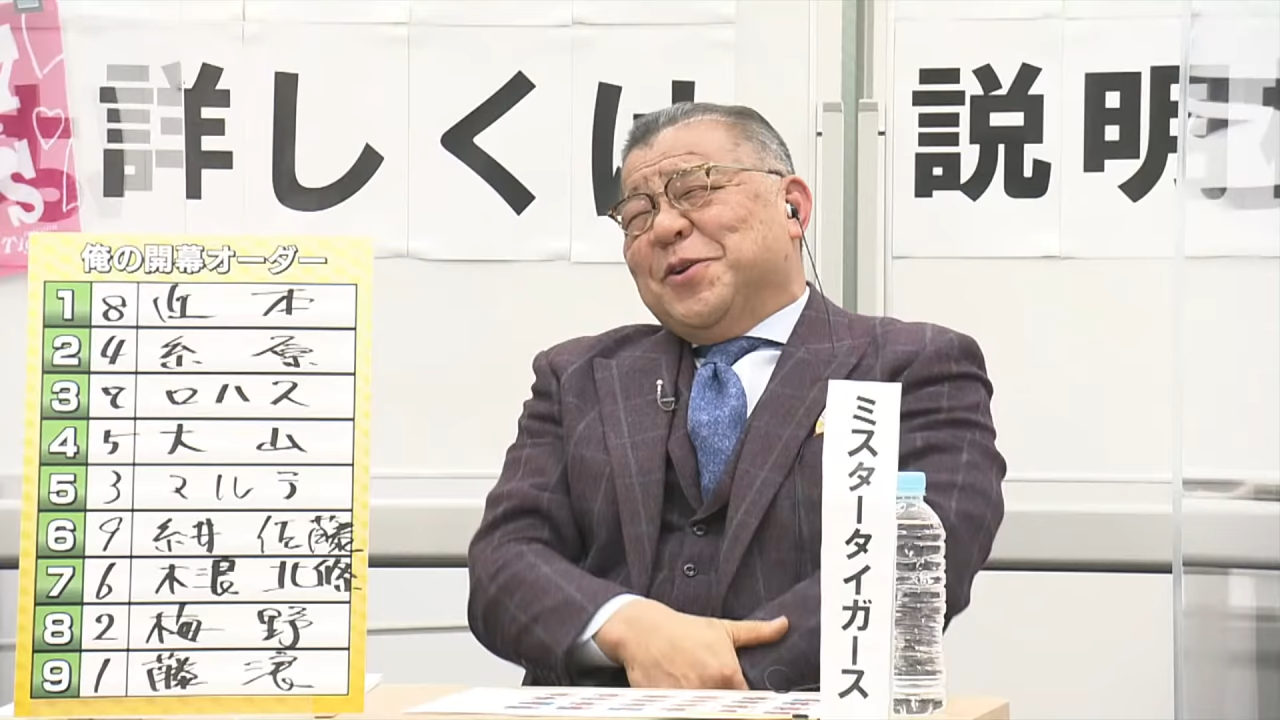 詳しくは 説明
俺の開幕オーダー
1 8 近本
2 4 糸原
3 7 ロハス
4 5 大山
5 3 マルテ
6 9 糸井 佐藤
7 6 木浪 北條
8 2 梅野
9 1 藤浪
ミスタータイガース